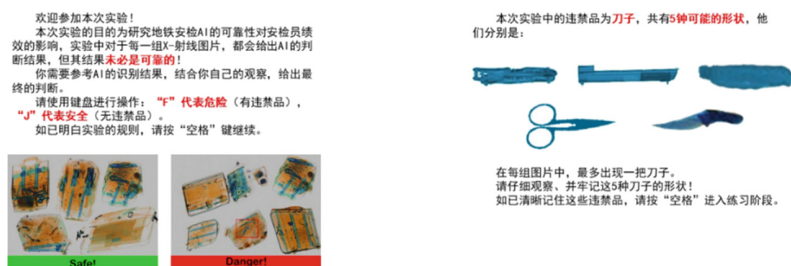 欢迎参加本次实验!
本次实验的目的为研究地铁安检AI的可靠性对安检员绩
效的影响，实验中对于每一组X-射线图片，都会给出AI的判
断结果，但其结果未必是可靠的!
你需要参考AI的识别结果，结合你自己的观察，给出最
终的判断。
请使用键盘进行操作：“F”代表危险（有违禁品），
“J”代表安全（无违禁品）。
如已明白实验的规则，请按“空格”键继续。
Safe!
Danger!
本次实验中的违禁品为刀子，共有5钟可能的形状，他
们分别是：
在每组图片中，最多出现一把刀子。
请仔细观察、并牢记这5种刀子的形状!
如已清晰记住这些违禁品，请按“空格”进入练习阶段。